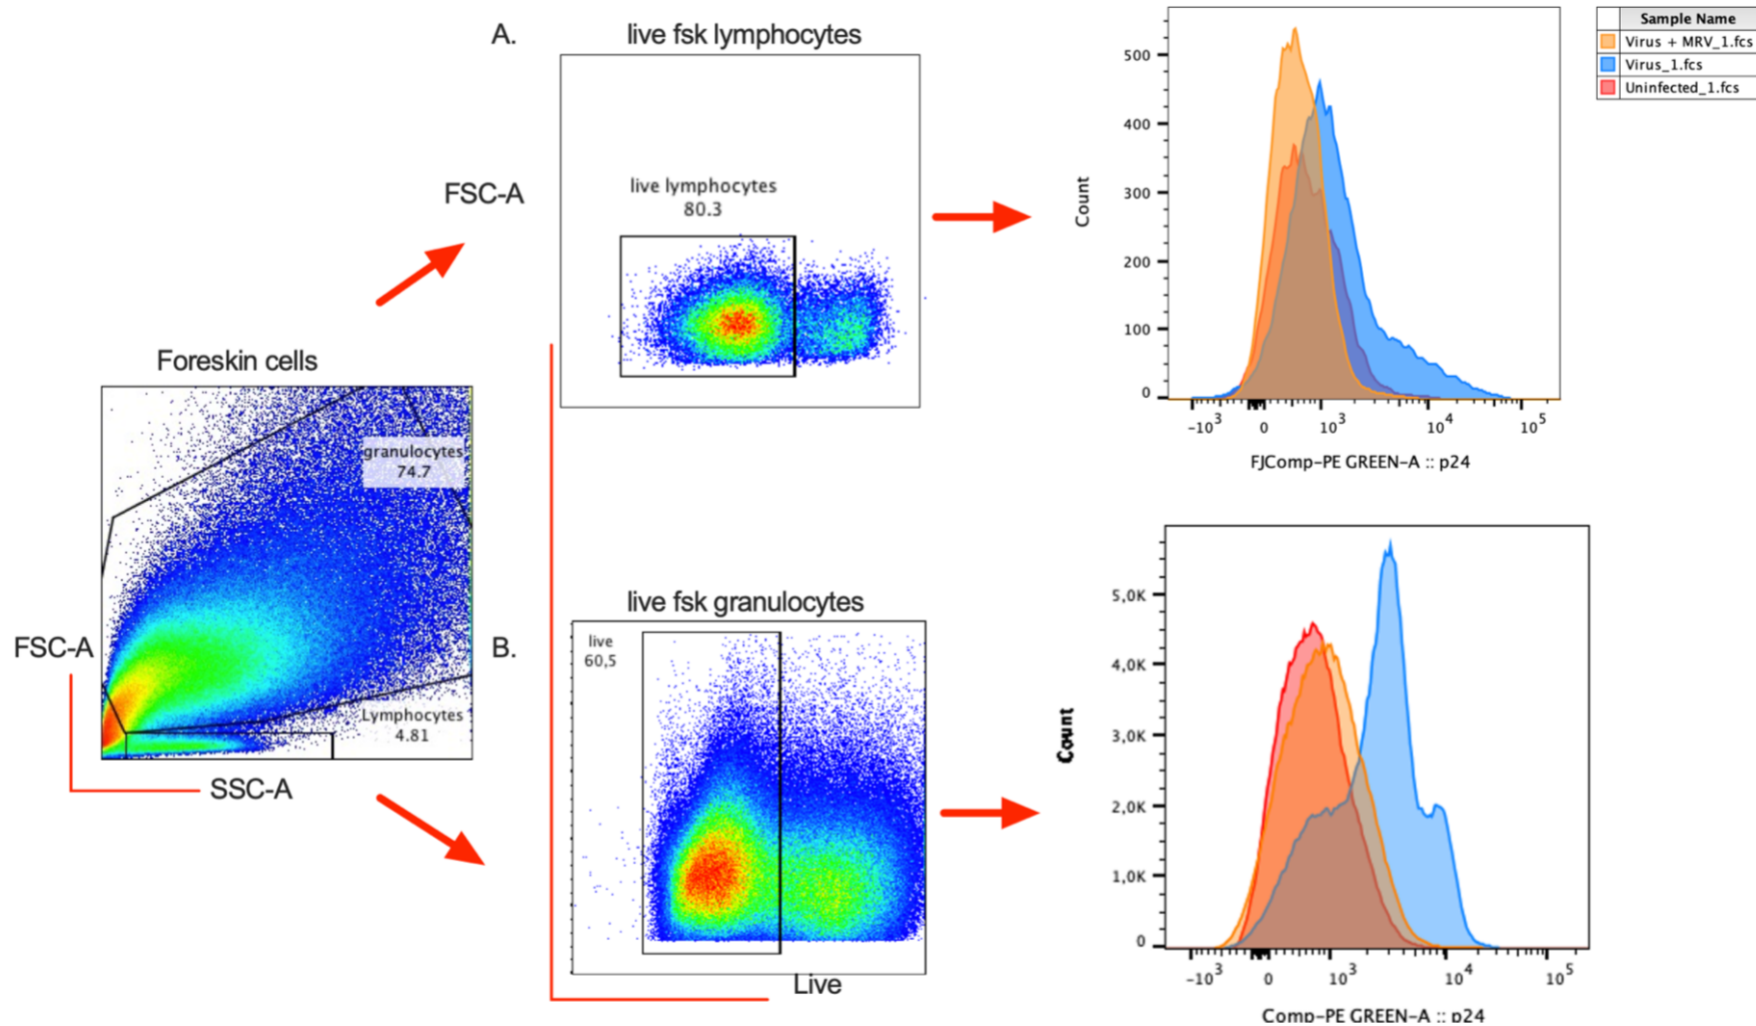 A.
live fsk lymphocytes
FSC-A
live lymphocytes
80.3
500
400
300
200
100
0
Count
-10³
0
10³
10⁴
10⁵
FJComp-PE GREEN-A :: p24
Sample Name
Virus + MRV_1.fcs
Virus_1.fcs
Uninfected_1.fcs
Foreskin cells
granulocytes
74.7
FSC-A
Lymphocytes
4.81
SSC-A
B.
live fsk granulocytes
live
60,5
Live
5,0K
4,0K
3,0K
2,0K
1,0K
0
Count
-10³
0
10³
10⁴
10⁵
Comp-PE GREEN-A :: p24